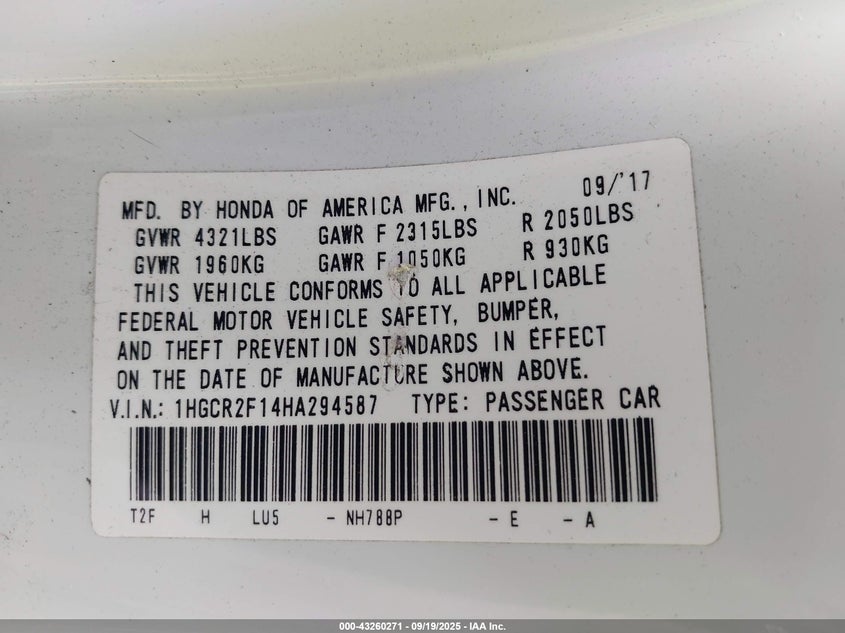 MFD. BY HONDA OF AMERICA MFG., INC. 09/'17
GVWR 4321LBS GAWR F 2315LBS R 2050LBS
GVWR 1960KG GAWR F 1050KG R 930KG
THIS VEHICLE CONFORMS TO ALL APPLICABLE
FEDERAL MOTOR VEHICLE SAFETY, BUMPER,
AND THEFT PREVENTION STANDARDS IN EFFECT
ON THE DATE OF MANUFACTURE SHOWN ABOVE.
V.I.N.: 1HGCR2F14HA294587 TYPE: PASSENGER CAR
T2F H LU5 - NH788P - E - A
000-43260271 - 09/19/2025 - IAA Inc.